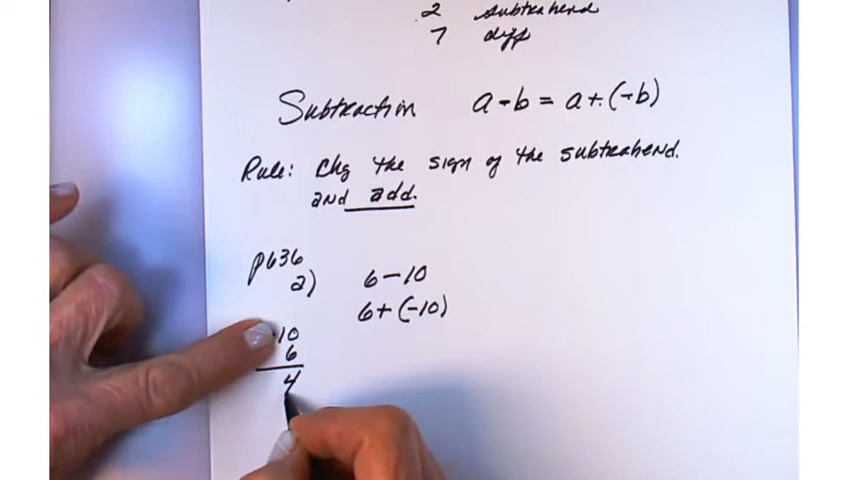 2 subtrahend
7 diff
Subtraction a - b = a + (-b)
Rule: Chg the sign of the subtrahend.
and add.
p636
a) 6 - 10
6 + (-10)
10
6
4